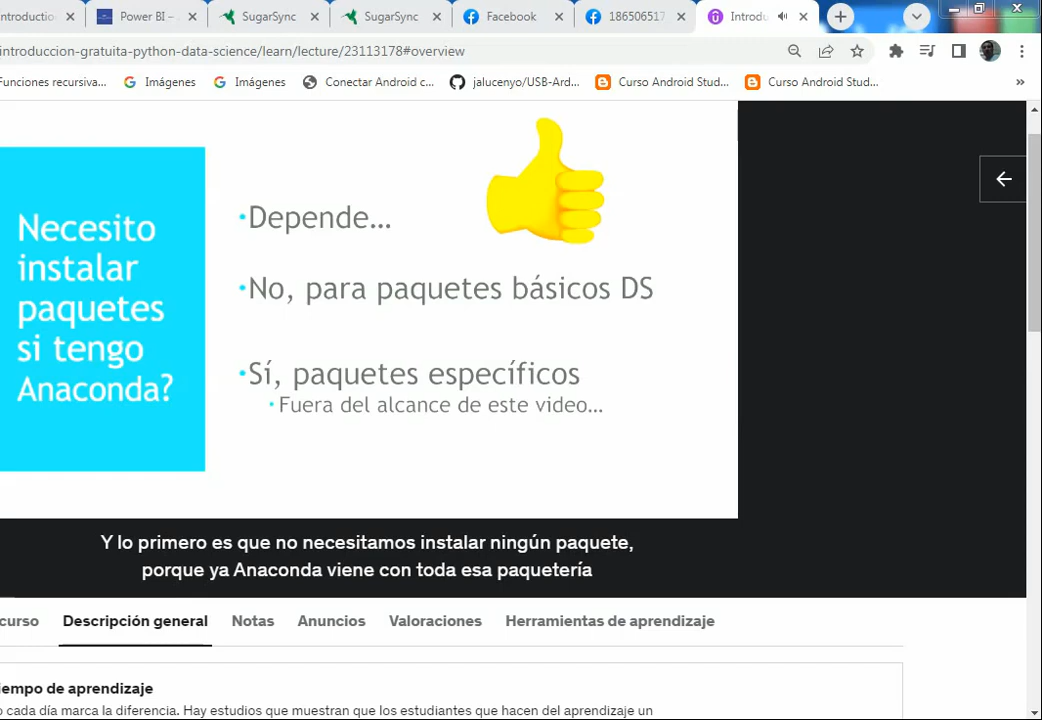 introductio
Power BI –
SugarSync
SugarSync
Facebook
186506517
Introdu
introduccion-gratuita-python-data-science/learn/lecture/23113178#overview
Funciones recursiva...
Imágenes
Imágenes
Conectar Android c...
jalucenyo/USB-Ard...
Curso Android Stud...
Curso Android Stud...
»
Necesito
instalar
paquetes
si tengo
Anaconda?
•Depende...
•No, para paquetes básicos DS
•Sí, paquetes específicos
•Fuera del alcance de este video...
Y lo primero es que no necesitamos instalar ningún paquete,
porque ya Anaconda viene con toda esa paquetería
curso
Descripción general
Notas
Anuncios
Valoraciones
Herramientas de aprendizaje
iempo de aprendizaje
o cada día marca la diferencia. Hay estudios que muestran que los estudiantes que hacen del aprendizaje un